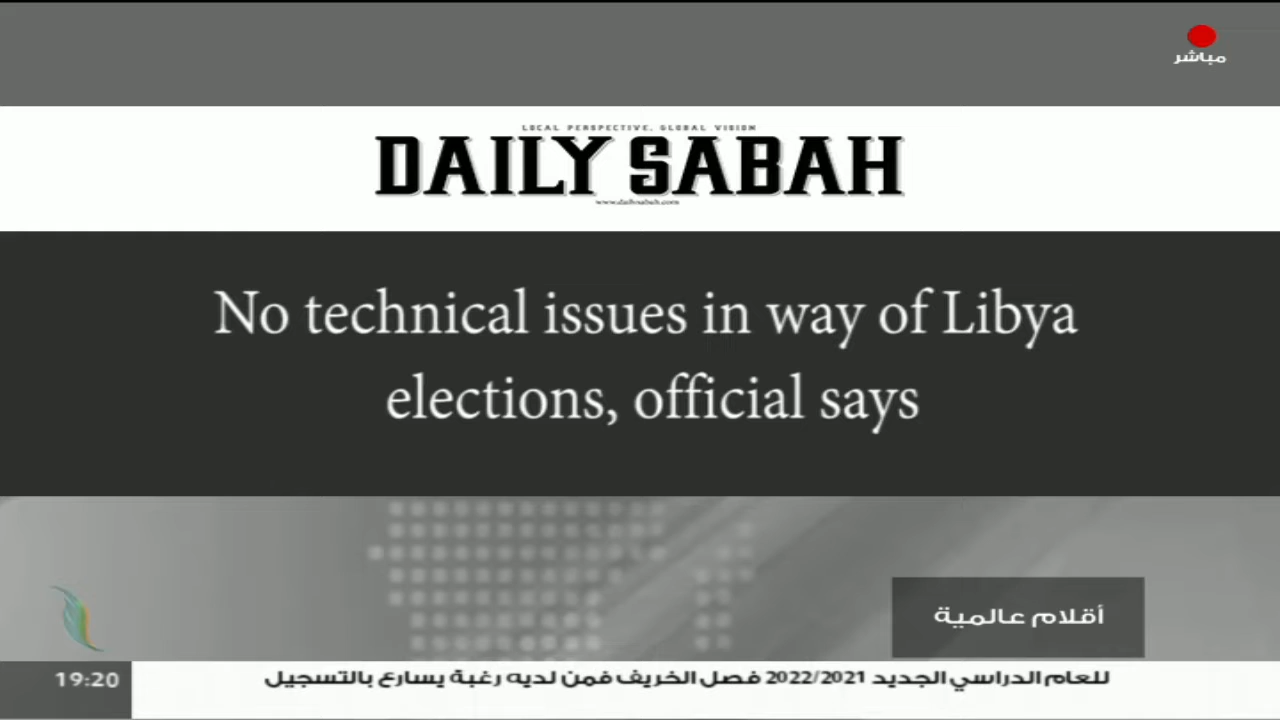 مباشر
LOCAL PERSPECTIVE, GLOBAL VISION
DAILY SABAH
www.dailysabah.com
No technical issues in way of Libya
elections, official says
أقلام عالمية
19:20
للعام الدراسي الجديد 2022/2021 فصل الخريف فمن لديه رغبة يسارع بالتسجيل